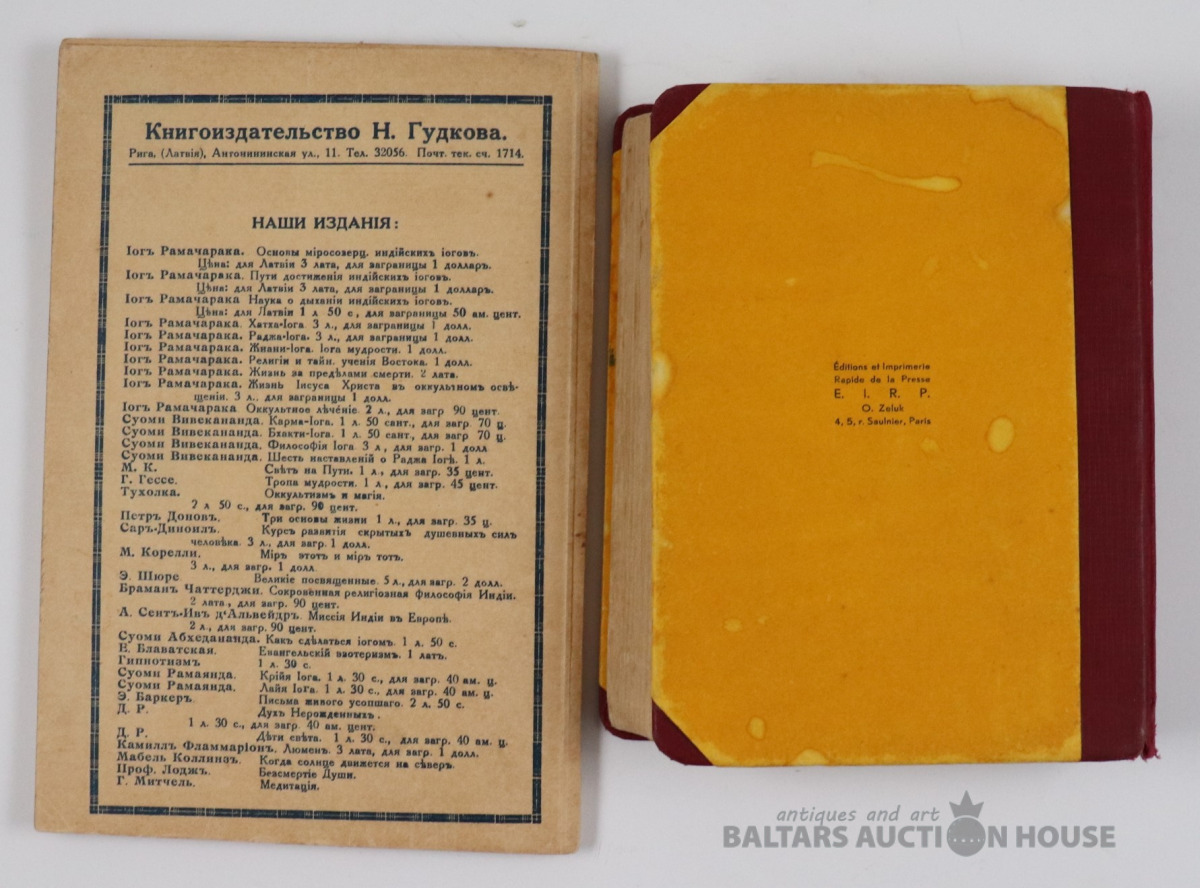 Книгоиздательство Н. Гудкова.
Рига, (Латвія), Антонининская ул., 11. Тел. 32056. Почт. тек. сч. 1714.
НАШИ ИЗДАНІЯ:
Іогъ Рамачарака. Основы міросозерц. индійскихъ іоговъ.
Цѣна: для Латвіи 3 лата, для заграницы 1 долларъ.
Іогъ Рамачарака. Пути достиженія индійскихъ іоговъ.
Цѣна: для Латвіи 3 лата, для заграницы 1 долларъ.
Іогъ Рамачарака Наука о дыханіи индійскихъ іоговъ.
Цѣна: для Латвіи 1 л 50 с, для заграницы 50 ам. цент.
Іогъ Рамачарака. Хатха-Іога. 3 л., для заграницы 1 долл.
Іогъ Рамачарака. Раджа-Іога. 3 л., для заграницы 1 долл.
Іогъ Рамачарака. Жнани-Іога. Іога мудрости. 1 долл.
Іогъ Рамачарака. Религіи и тайн. ученія Востока. 1 долл.
Іогъ Рамачарака. Жизнь за предѣлами смерти. 2 лата.
Іогъ Рамачарака. Жизнь Іисуса Христа въ оккультномъ освѣ-
щеніи. 3 л., для заграницы 1 долл.
Іогъ Рамачарака Оккультное лѣченіе. 2 л., для загр 90 цент.
Суоми Вивекананда. Карма-Іога. 1 л. 50 сант., для загр. 70 ц.
Суоми Вивекананда. Бхакти-Іога. 1 л. 50 сант., для загр 70 ц.
Суоми Вивекананда. Философія Іога 3 л, для загр. 1 долл
Суоми Вивекананда. Шесть наставленій о Раджа Іогѣ. 1 л.
М. К. Свѣтъ на Пути. 1 л, для загр. 35 цент.
Г. Гессе. Тропа мудрости. 1 л, для загр. 45 цент.
Тухолка. Оккультизмъ и магія.
2 л 50 с., для загр. 90 цент.
Петръ Доновъ. Три основы жизни 1 л., для загр. 35 ц.
Саръ-Диноилъ. Курсъ развитія скрытыхъ душевныхъ силъ
человѣка. 3 л., для загр. 1 долл.
М. Корелли. Міръ этотъ и міръ тотъ.
3 л., для загр. 1 долл
Э. Шюре Великіе посвященные. 5 л., для загр. 2 долл.
Браманъ Чаттерджи. Сокровенная религіозная философія Индіи.
2 лата, для загр. 90 цент.
А. Сентъ-Ивъ д'Альвейдръ. Миссія Индіи въ Европѣ.
2 л., для загр. 90 цент.
Суоми Абхедананда. Какъ сдѣлаться іогомъ. 1 л. 50 с.
Е. Блаватская. Евангельскій эзотеризмъ. 1 латъ.
Гипнотизмъ 1 л. 30 с.
Суоми Рамаянда. Крійя Іога. 1 л. 30 с., для загр. 40 ам. ц.
Суоми Рамаянда. Лайя Іога. 1 л. 30 с., для загр. 40 ам. ц.
Э. Баркеръ. Письма живого усопшаго. 2 л. 50 с.
Д. Р. Духъ Нерожденныхъ.
1 л. 30 с., для загр. 40 ам. цент.
Д. Р. Дѣти свѣта. 1 л. 30 с., для загр. 40 ам. ц.
Камиллъ Фламмаріонъ. Люменъ. 3 лата, для загр. 1 долл.
Мабель Коллинзъ. Когда солнце движется на сѣверъ.
Проф. Лоджъ. Безсмертіе Души.
Г. Митчель. Медитація.
Éditions et Imprimerie
Rapide de la Presse
E. I. R. P.
O. Zeluk
4, 5, r. Saulnier, Paris
antiques and art
BALTARS AUCTION HOUSE